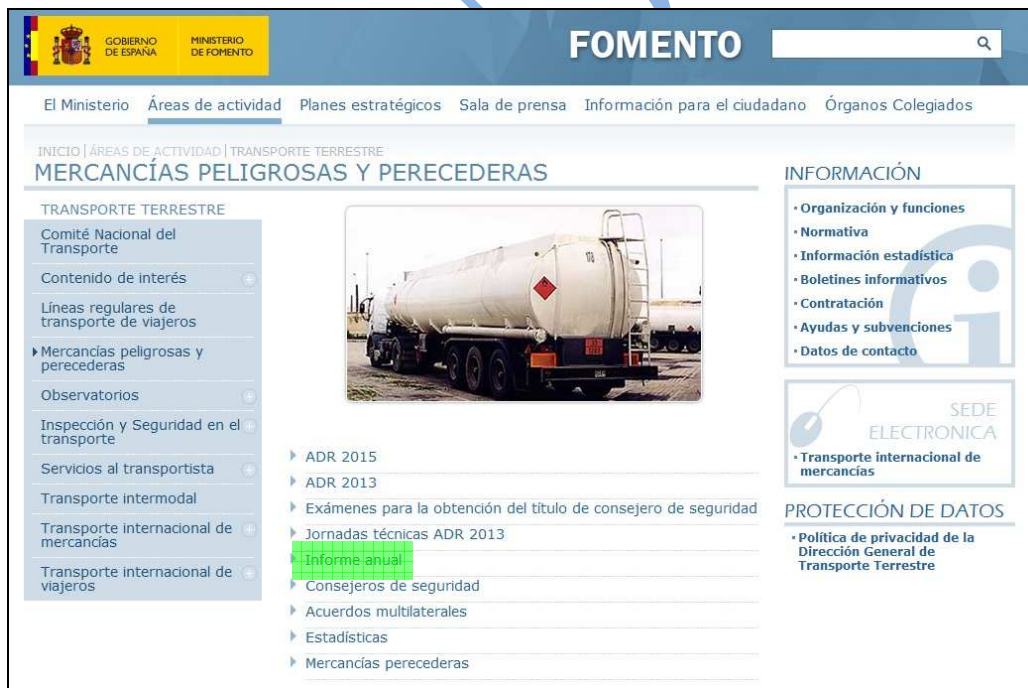 GOBIERNO
DE ESPAÑA
MINISTERIO
DE FOMENTO
FOMENTO
El Ministerio Áreas de actividad Planes estratégicos Sala de prensa Información para el ciudadano Órganos Colegiados
INICIO | ÁREAS DE ACTIVIDAD | TRANSPORTE TERRESTRE
MERCANCÍAS PELIGROSAS Y PERECEDERAS
TRANSPORTE TERRESTRE
Comité Nacional del
Transporte
Contenido de interés
Líneas regulares de
transporte de viajeros
Mercancías peligrosas y
perecederas
Observatorios
Inspección y Seguridad en el
transporte
Servicios al transportista
Transporte intermodal
Transporte internacional de
mercancías
Transporte internacional de
viajeros
ADR 2015
ADR 2013
Exámenes para la obtención del título de consejero de seguridad
Jornadas técnicas ADR 2013
Informe anual
Consejeros de seguridad
Acuerdos multilaterales
Estadísticas
Mercancías perecederas
INFORMACIÓN
Organización y funciones
Normativa
Información estadística
Boletines informativos
Contratación
Ayudas y subvenciones
Datos de contacto
SEDE
ELECTRONICA
Transporte internacional de
mercancías
PROTECCIÓN DE DATOS
Política de privacidad de la
Dirección General de
Transporte Terrestre